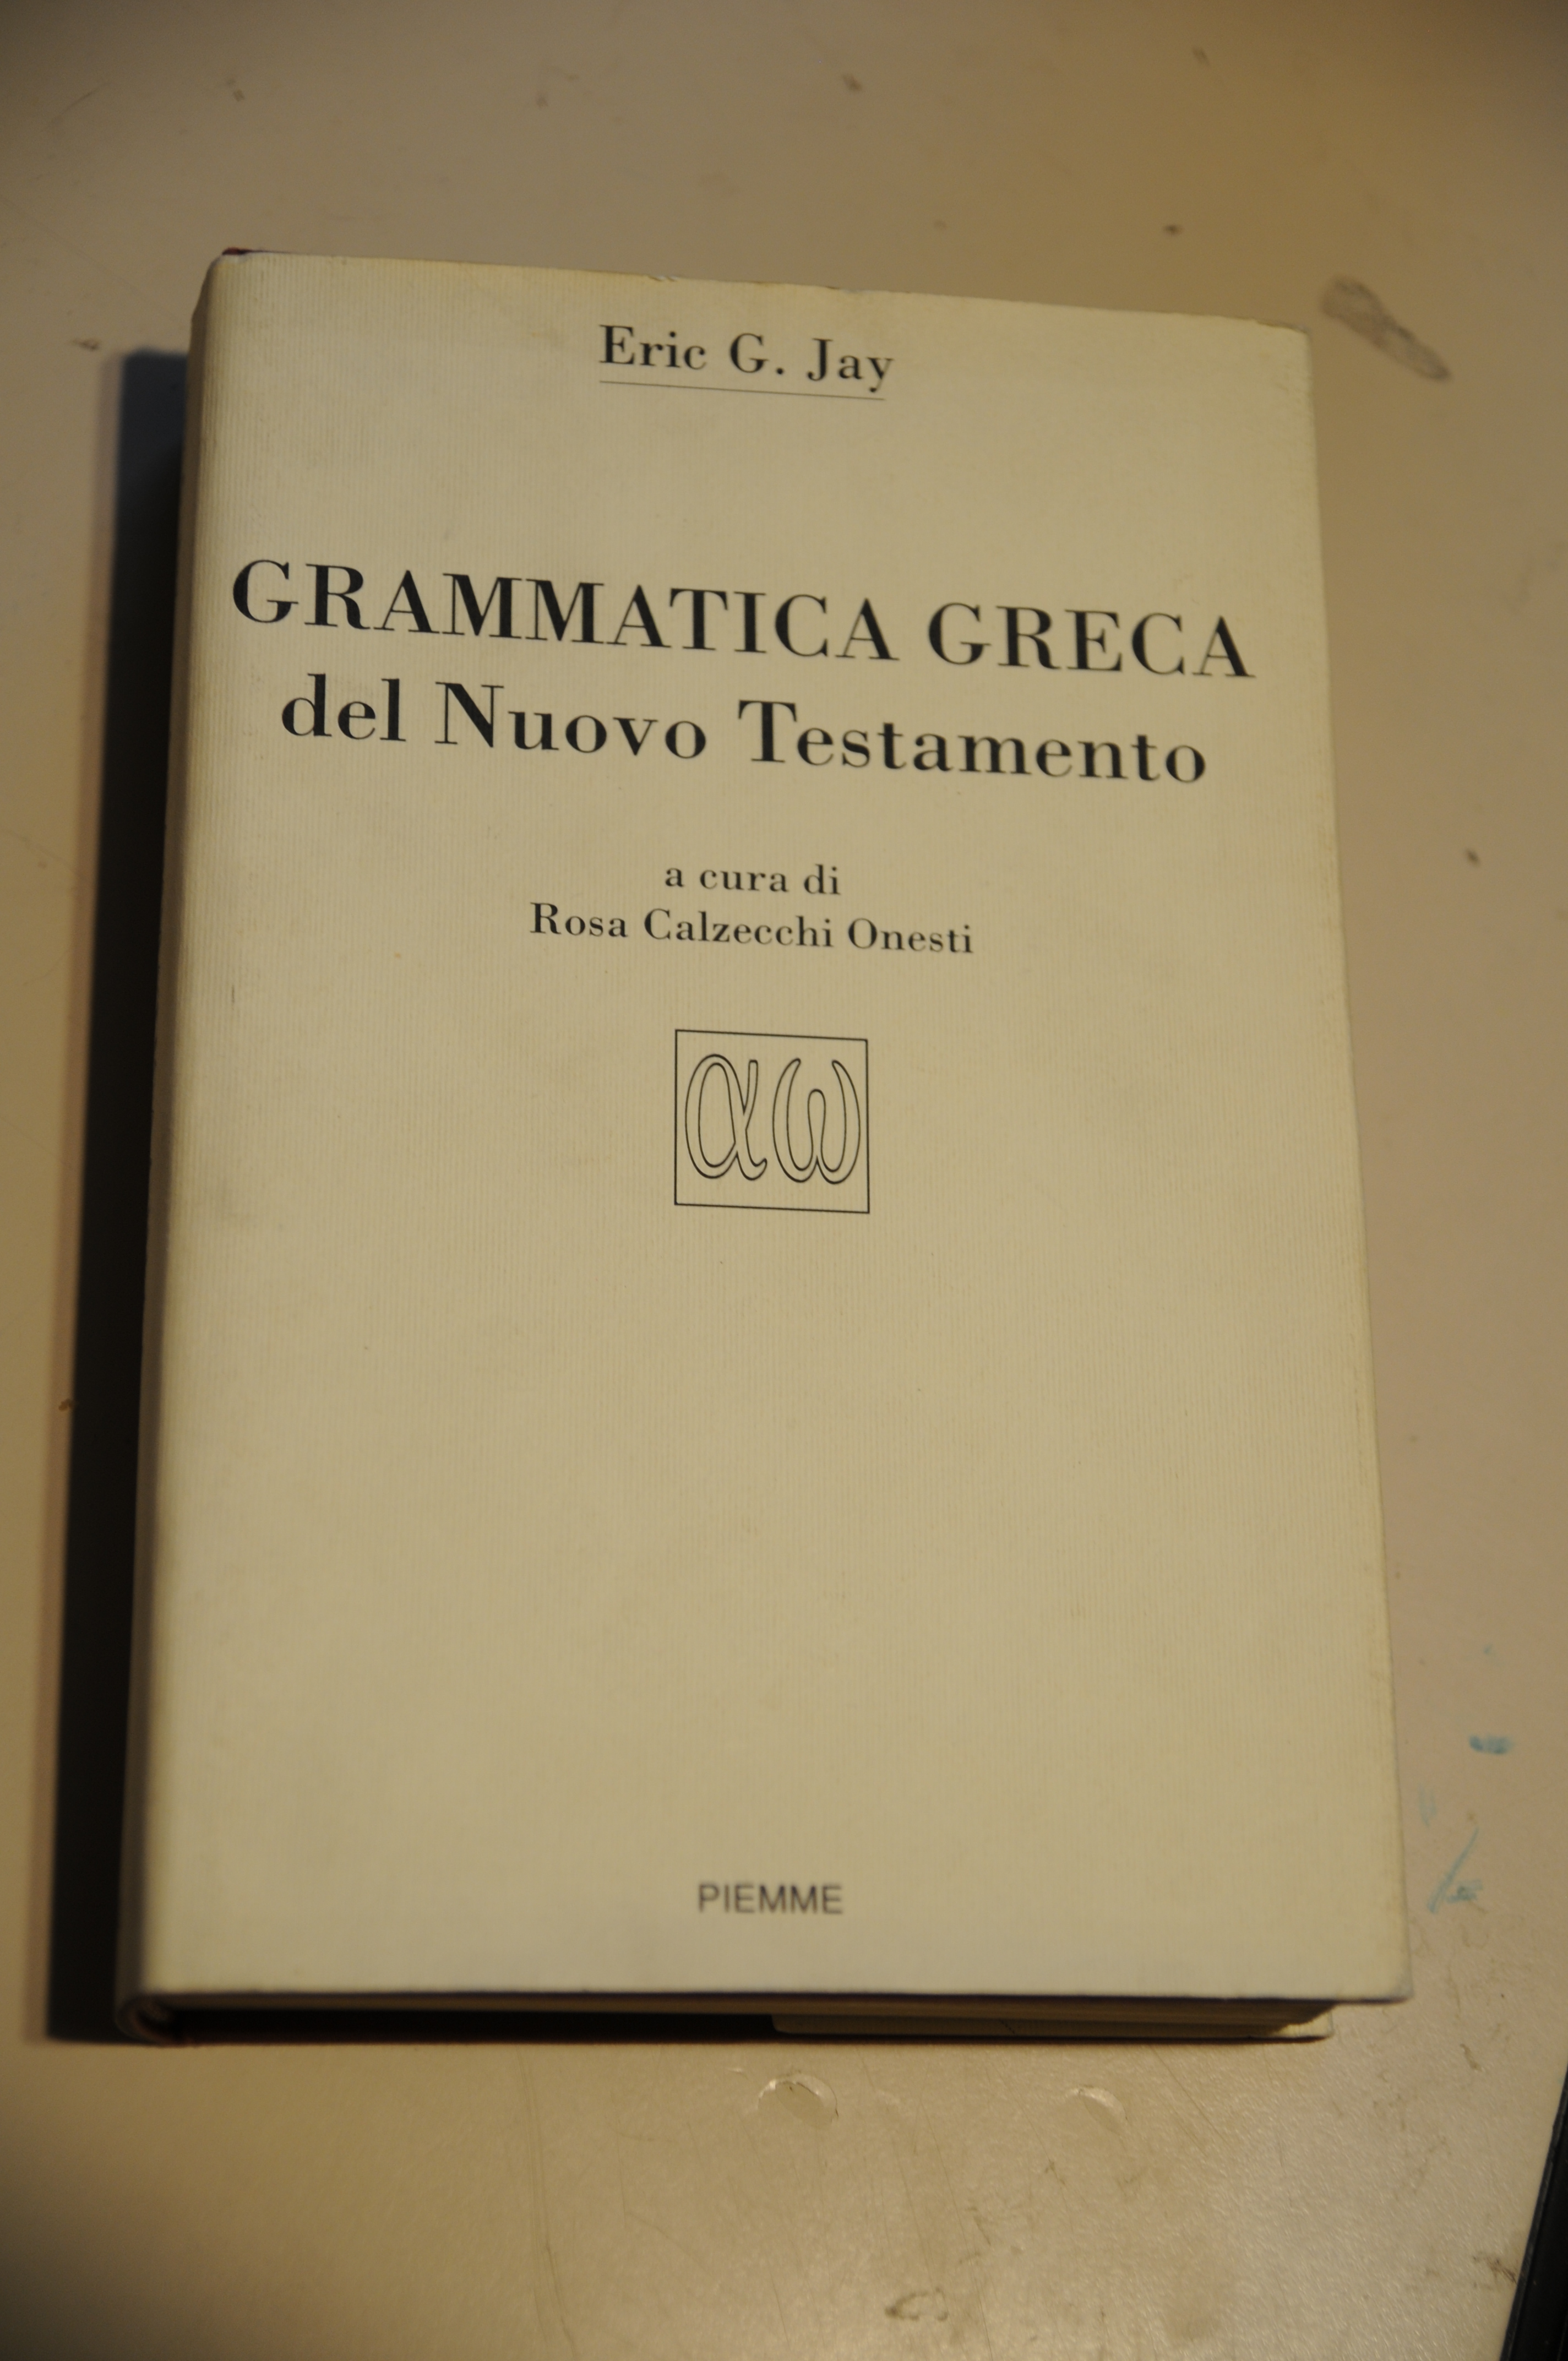 Eric G. Jay
GRAMMATICA GRECA
del Nuovo Testamento
a cura di
Rosa Calzecchi Onesti
αω
PIEMME